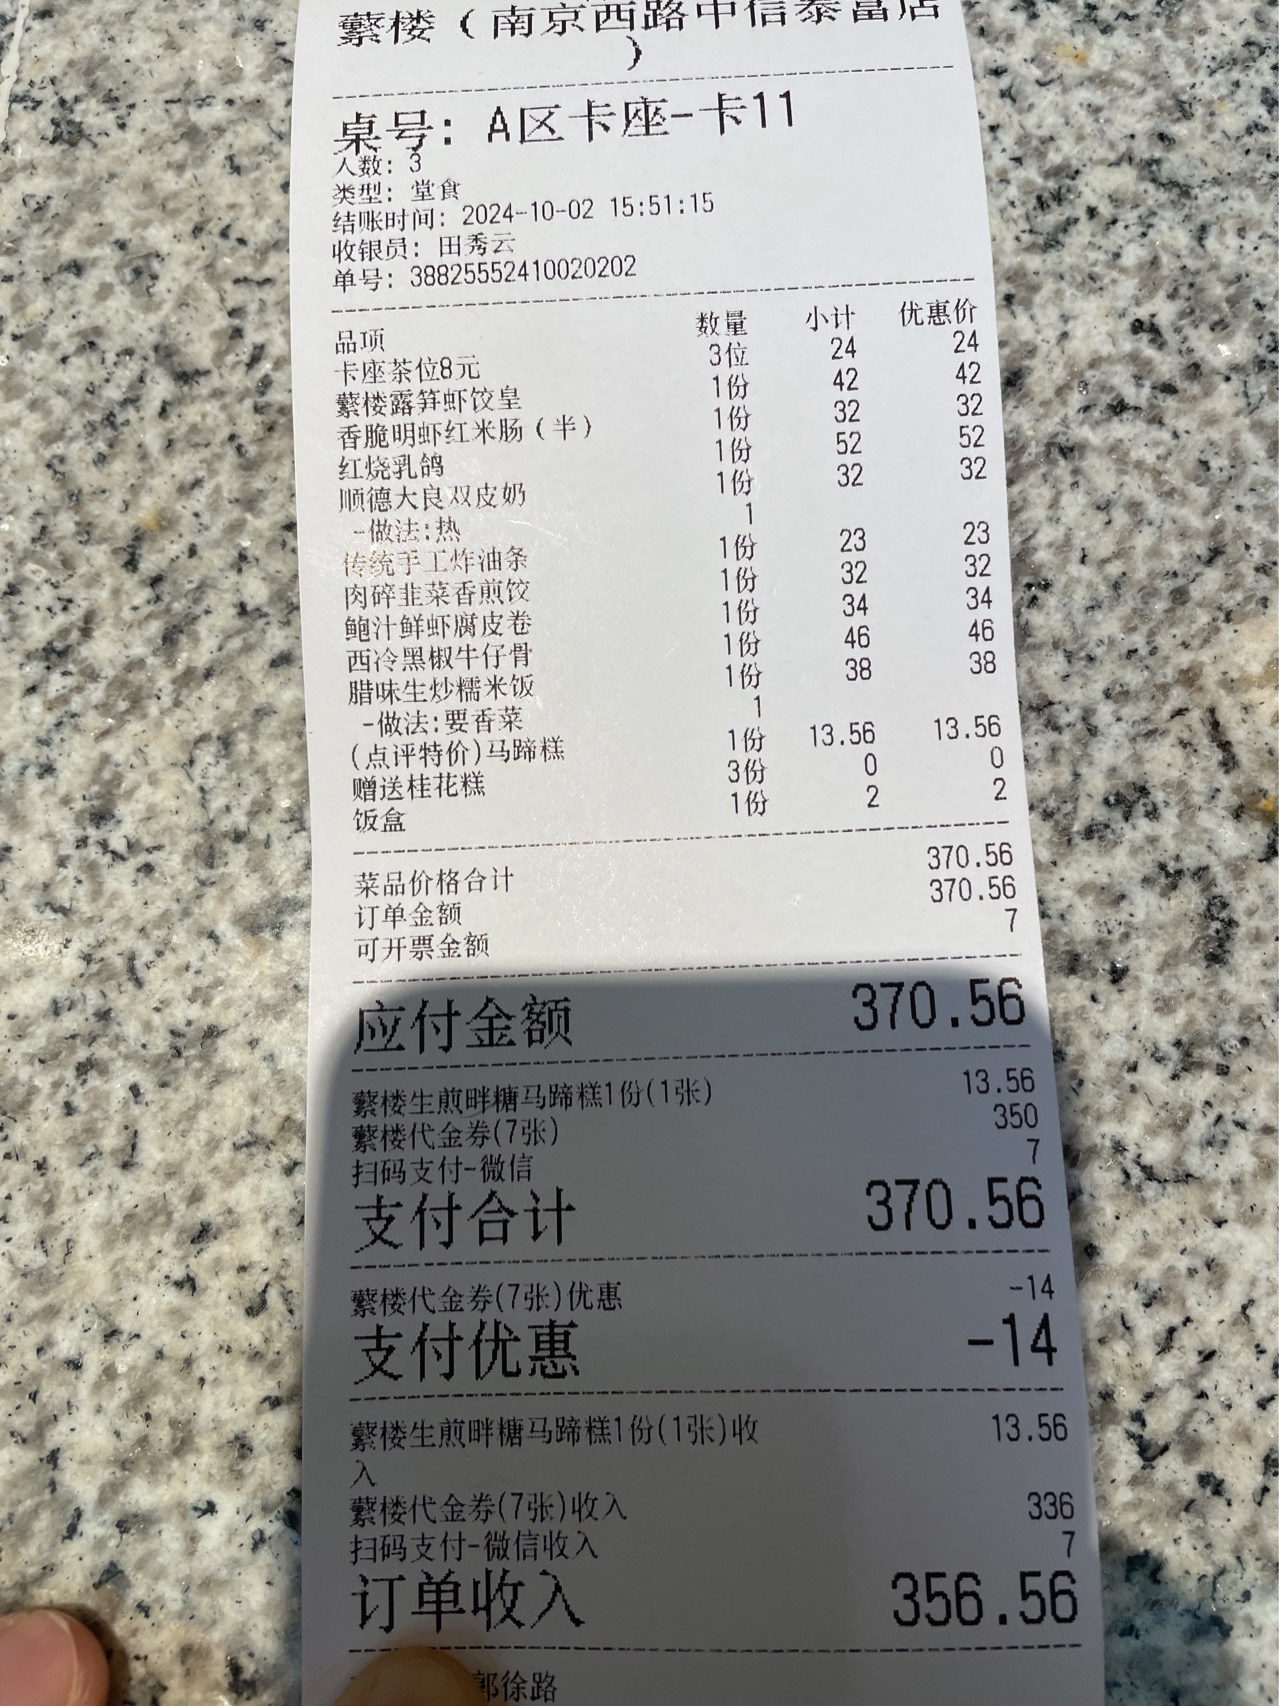 蘩楼（南京西路中信泰富店
）
桌号: A区卡座-卡11
人数: 3
类型: 堂食
结账时间: 2024-10-02 15:51:15
收银员: 田秀云
单号: 38825552410020202
品项 数量 小计 优惠价
卡座茶位8元 3位 24 24
蘩楼露笋虾饺皇 1份 42 42
香脆明虾红米肠（半） 1份 32 32
红烧乳鸽 1份 52 52
顺德大良双皮奶 1份 32 32
-做法:热 1
传统手工炸油条 1份 23 23
肉碎韭菜香煎饺 1份 32 32
鲍汁鲜虾腐皮卷 1份 34 34
西冷黑椒牛仔骨 1份 46 46
腊味生炒糯米饭 1份 38 38
-做法:要香菜 1
(点评特价)马蹄糕 1份 13.56 13.56
赠送桂花糕 3份 0 0
饭盒 1份 2 2
菜品价格合计 370.56
订单金额 370.56
可开票金额 7
应付金额 370.56
蘩楼生煎畔糖马蹄糕1份(1张) 13.56
蘩楼代金券(7张) 350
扫码支付-微信 7
支付合计 370.56
蘩楼代金券(7张)优惠 -14
支付优惠 -14
蘩楼生煎畔糖马蹄糕1份(1张)收 13.56
入
蘩楼代金券(7张)收入 336
扫码支付-微信收入 7
订单收入 356.56
郭徐路